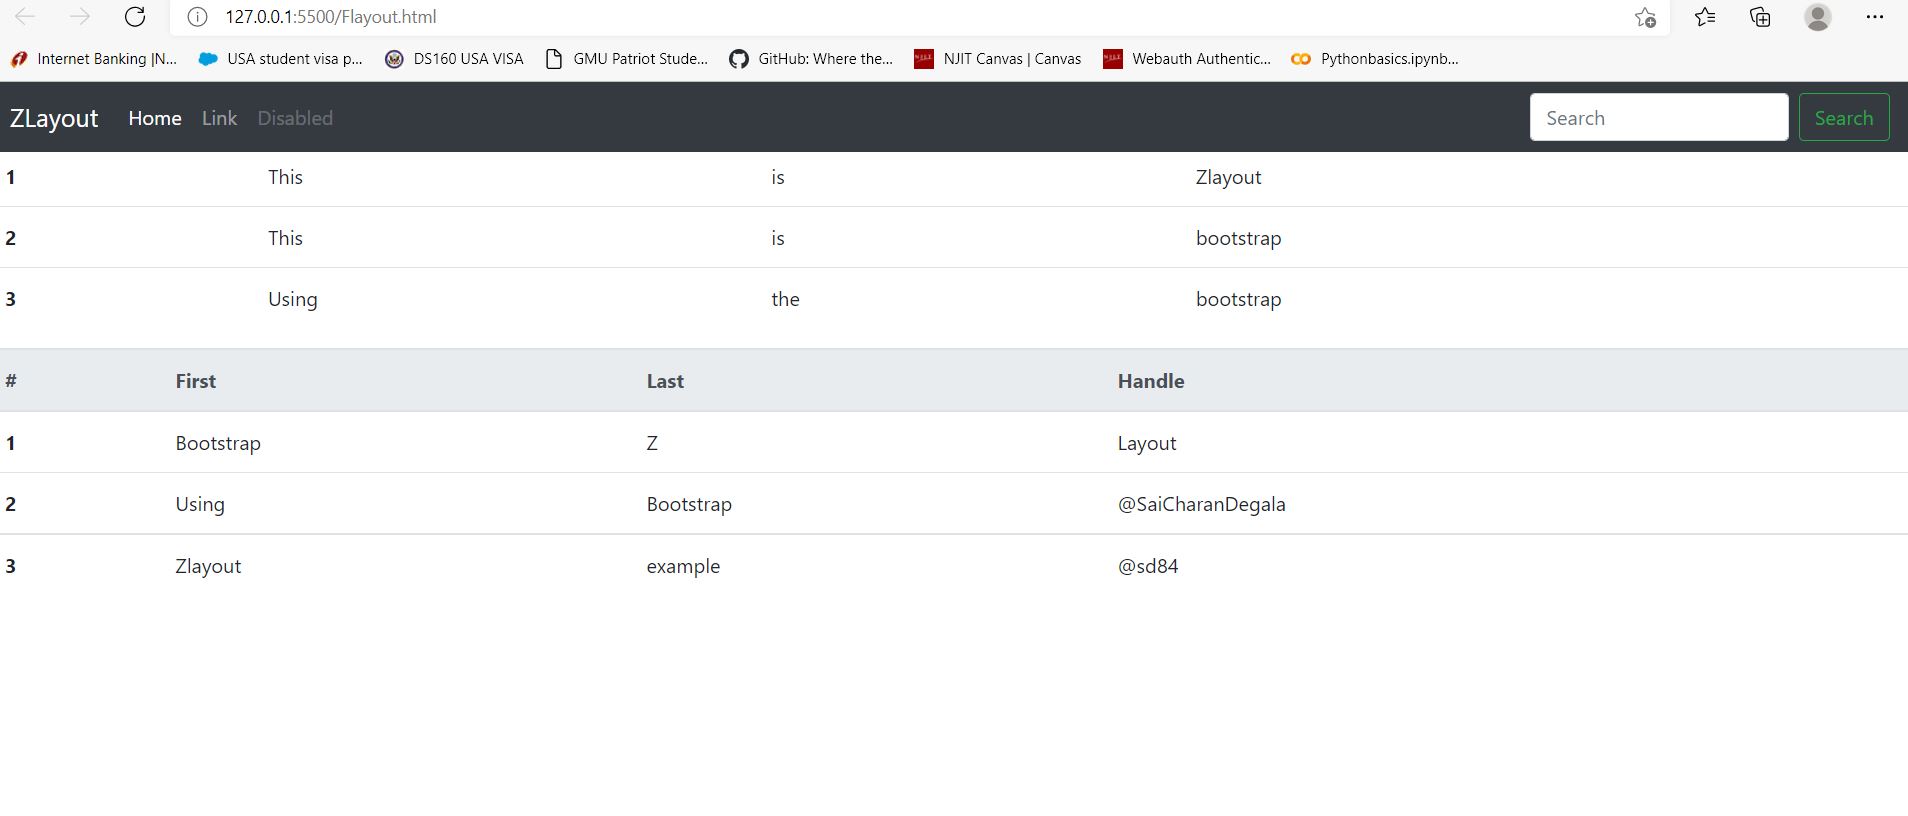 127.0.0.1:5500/Flayout.html
Internet Banking |N... USA student visa p... DS160 USA VISA GMU Patriot Stude... GitHub: Where the... NJIT Canvas | Canvas Webauth Authentic... Pythonbasics.ipynb...
ZLayout Home Link Disabled Search Search
1 This is Zlayout
2 This is bootstrap
3 Using the bootstrap
# First Last Handle
1 Bootstrap Z Layout
2 Using Bootstrap @SaiCharanDegala
3 Zlayout example @sd84